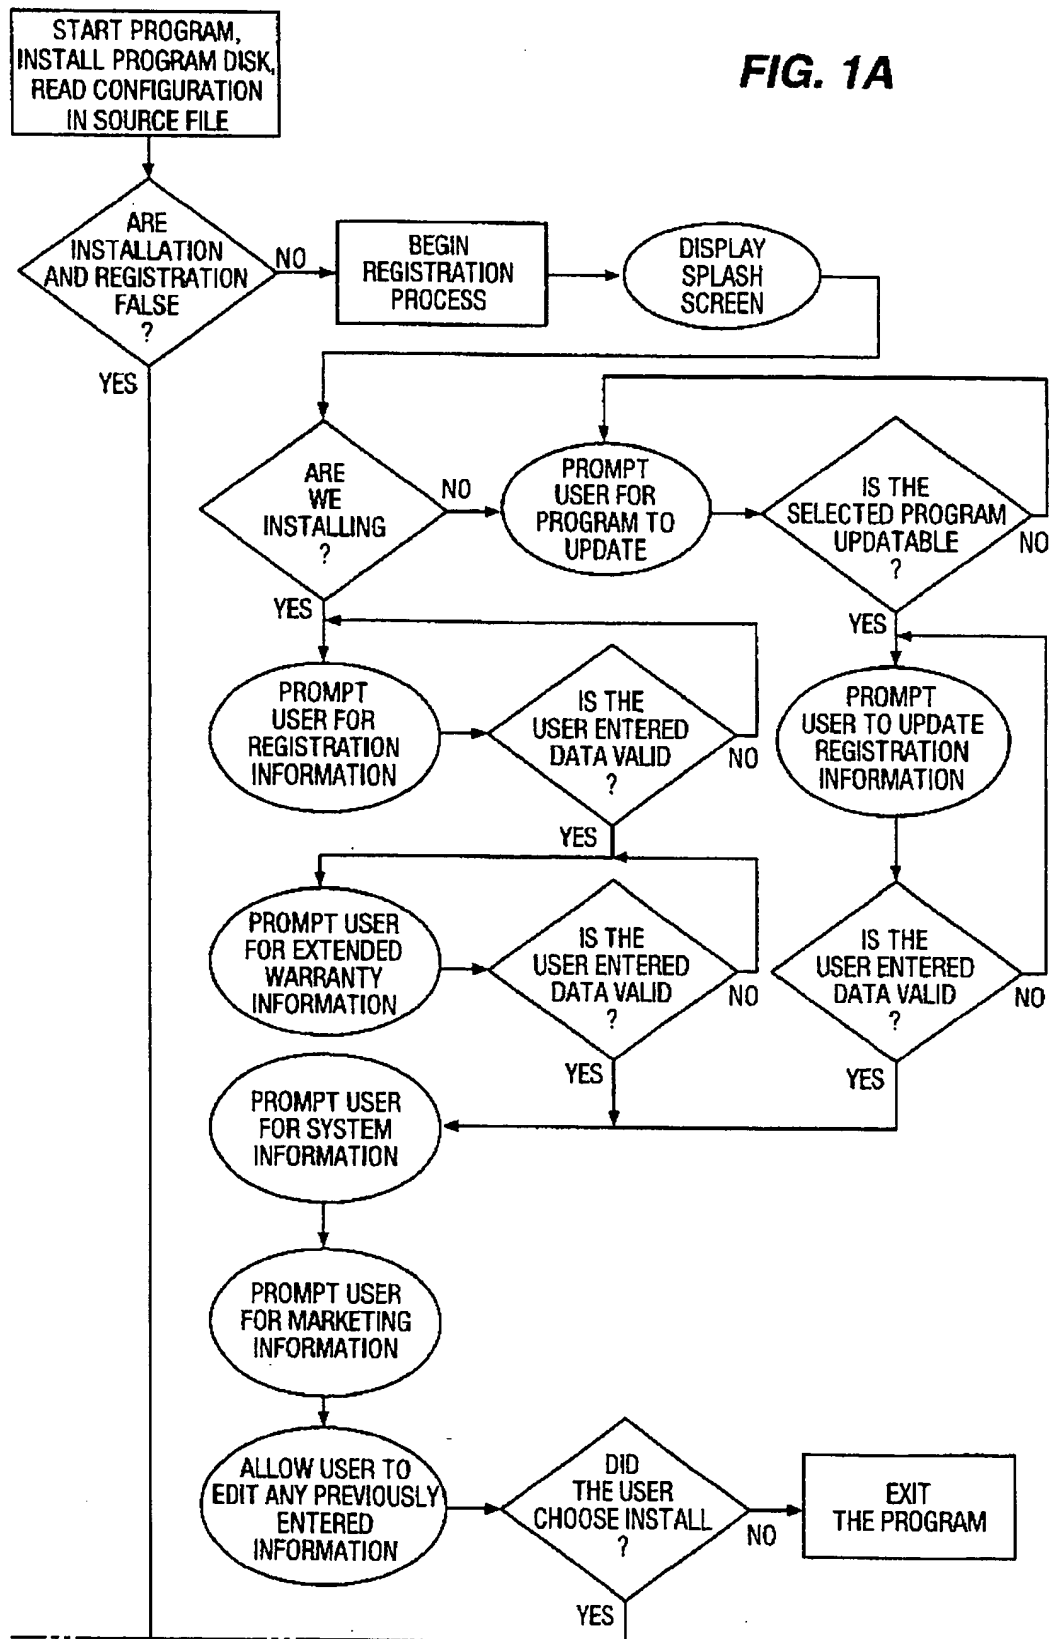 FIG. 1A
START PROGRAM,
INSTALL PROGRAM DISK,
READ CONFIGURATION
IN SOURCE FILE
ARE
INSTALLATION
AND REGISTRATION
FALSE
?
NO
YES
BEGIN
REGISTRATION
PROCESS
DISPLAY
SPLASH
SCREEN
ARE
WE
INSTALLING
?
NO
YES
PROMPT
USER FOR
PROGRAM TO
UPDATE
IS THE
SELECTED PROGRAM
UPDATABLE
?
NO
YES
PROMPT
USER FOR
REGISTRATION
INFORMATION
IS THE
USER ENTERED
DATA VALID
?
NO
YES
PROMPT
USER TO UPDATE
REGISTRATION
INFORMATION
PROMPT USER
FOR EXTENDED
WARRANTY
INFORMATION
IS THE
USER ENTERED
DATA VALID
?
NO
YES
IS THE
USER ENTERED
DATA VALID
?
NO
YES
PROMPT USER
FOR SYSTEM
INFORMATION
PROMPT USER
FOR MARKETING
INFORMATION
ALLOW USER TO
EDIT ANY PREVIOUSLY
ENTERED
INFORMATION
DID
THE USER
CHOOSE INSTALL
?
NO
YES
EXIT
THE PROGRAM